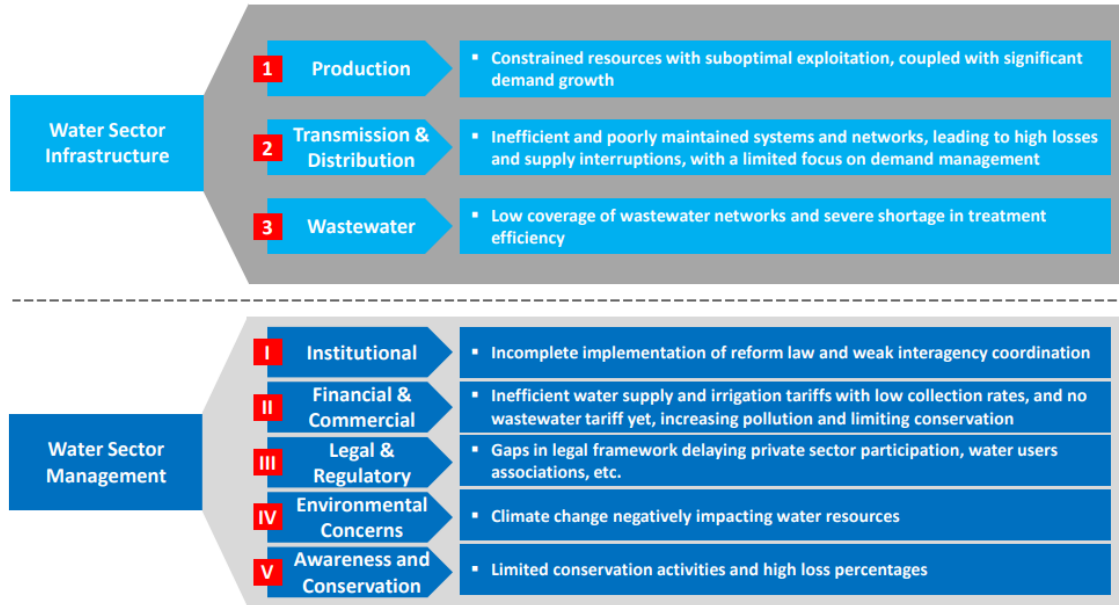 Water Sector
Infrastructure
1
Production
▪ Constrained resources with suboptimal exploitation, coupled with significant
demand growth
2
Transmission &
Distribution
▪ Inefficient and poorly maintained systems and networks, leading to high losses
and supply interruptions, with a limited focus on demand management
3
Wastewater
▪ Low coverage of wastewater networks and severe shortage in treatment
efficiency
Water Sector
Management
I
Institutional
▪ Incomplete implementation of reform law and weak interagency coordination
II
Financial &
Commercial
▪ Inefficient water supply and irrigation tariffs with low collection rates, and no
wastewater tariff yet, increasing pollution and limiting conservation
III
Legal &
Regulatory
▪ Gaps in legal framework delaying private sector participation, water users
associations, etc.
IV
Environmental
Concerns
▪ Climate change negatively impacting water resources
V
Awareness and
Conservation
▪ Limited conservation activities and high loss percentages